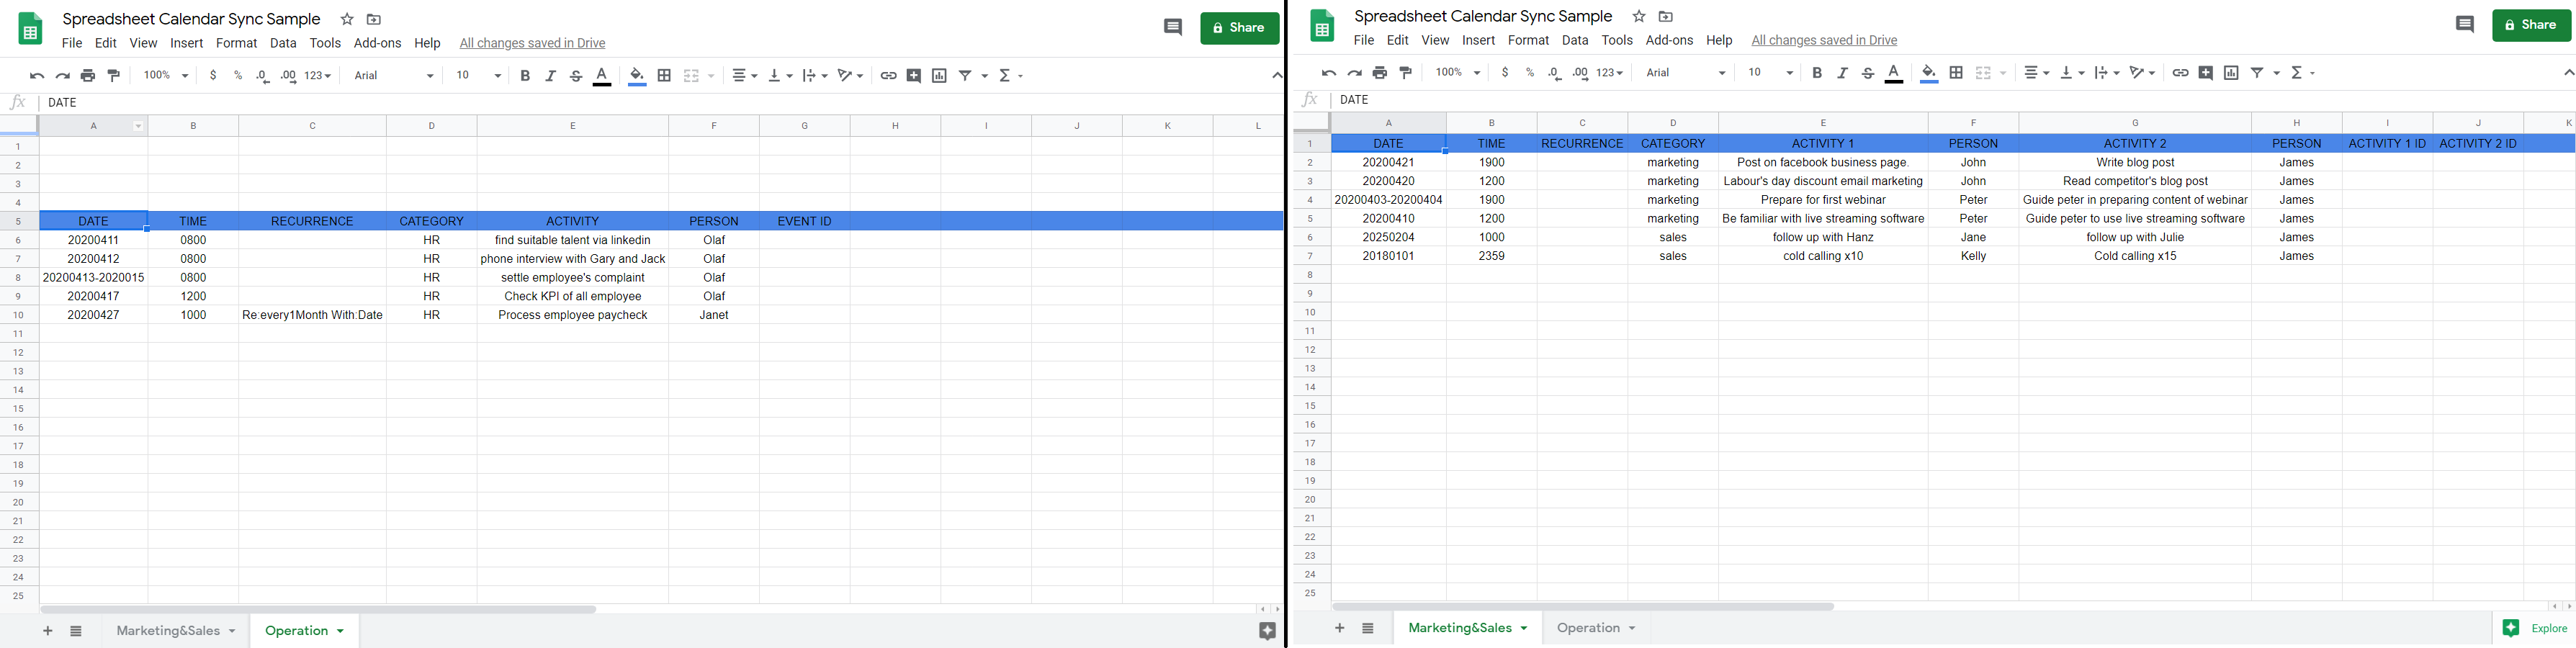 Spreadsheet Calendar Sync Sample
File Edit View Insert Format Data Tools Add-ons Help All changes saved in Drive
Share
100% $ % .0 .00 123 Arial 10 B I S A
fx DATE
A B C D E F G H I J K L
1
2
3
4
5 DATE TIME RECURRENCE CATEGORY ACTIVITY PERSON EVENT ID
6 20200411 0800 HR find suitable talent via linkedin Olaf
7 20200412 0800 HR phone interview with Gary and Jack Olaf
8 20200413-2020015 0800 HR settle employee's complaint Olaf
9 20200417 1200 HR Check KPI of all employee Olaf
10 20200427 1000 Re:every1Month With:Date HR Process employee paycheck Janet
11
12
13
14
15
16
17
18
19
20
21
22
23
24
25
Marketing&Sales Operation
Spreadsheet Calendar Sync Sample
File Edit View Insert Format Data Tools Add-ons Help All changes saved in Drive
Share
100% $ % .0 .00 123 Arial 10 B I S A
fx DATE
A B C D E F G H I J K
1 DATE TIME RECURRENCE CATEGORY ACTIVITY 1 PERSON ACTIVITY 2 PERSON ACTIVITY 1 ID ACTIVITY 2 ID
2 20200421 1900 marketing Post on facebook business page. John Write blog post James
3 20200420 1200 marketing Labour's day discount email marketing John Read competitor's blog post James
4 20200403-20200404 1900 marketing Prepare for first webinar Peter Guide peter in preparing content of webinar James
5 20200410 1200 marketing Be familiar with live streaming software Peter Guide peter to use live streaming software James
6 20250204 1000 sales follow up with Hanz Jane follow up with Julie James
7 20180101 2359 sales cold calling x10 Kelly Cold calling x15 James
8
9
10
11
12
13
14
15
16
17
18
19
20
21
22
23
24
25
Marketing&Sales Operation
Explore